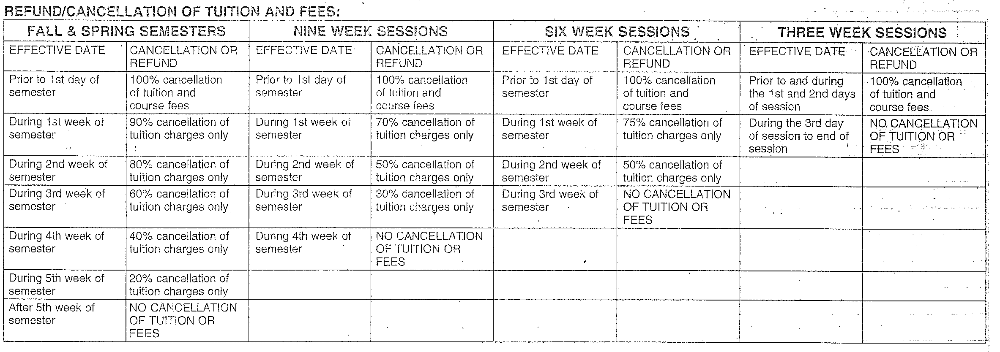 REFUND/CANCELLATION OF TUITION AND FEES:
FALL & SPRING SEMESTERS NINE WEEK SESSIONS SIX WEEK SESSIONS THREE WEEK SESSIONS
EFFECTIVE DATE
CANCELLATION OR
REFUND
EFFECTIVE DATE
CANCELLATION OR
REFUND
EFFECTIVE DATE
CANCELLATION OR
REFUND
EFFECTIVE DATE
CANCELLATION OR
REFUND
Prior to 1st day of
semester
100% cancellation
of tuition and
course fees
Prior to 1st day of
semester
100% cancellation
of tuition and
course fees
Prior to 1st day of
semester
100% cancellation
of tuition and
course fees
Prior to and during
the 1st and 2nd days
of session
100% cancellation
of tuition and
course fees
During 1st week of
semester
90% cancellation of
tuition charges only
During 1st week of
semester
70% cancellation of
tuition charges only
During 1st week of
semester
75% cancellation of
tuition charges only
During the 3rd day
of session to end of
session
NO CANCELLATION
OF TUITION OR
FEES
During 2nd week of
semester
80% cancellation of
tuition charges only
During 2nd week of
semester
50% cancellation of
tuition charges only
During 2nd week of
semester
50% cancellation of
tuition charges only
During 3rd week of
semester
60% cancellation of
tuition charges only
During 3rd week of
semester
30% cancellation of
tuition charges only
During 3rd week of
semester
NO CANCELLATION
OF TUITION OR
FEES
During 4th week of
semester
40% cancellation of
tuition charges only
During 4th week of
semester
NO CANCELLATION
OF TUITION OR
FEES
During 5th week of
semester
20% cancellation of
tuition charges only
After 5th week of
semester
NO CANCELLATION
OF TUITION OR
FEES